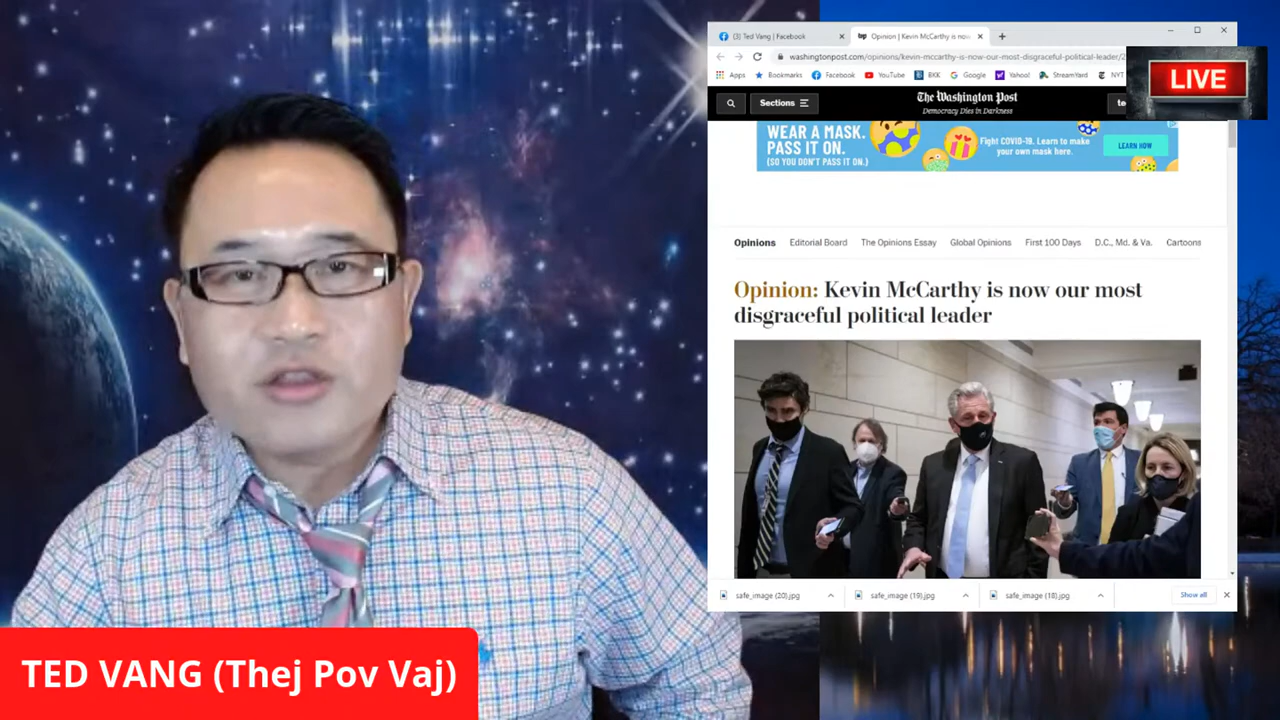 (3) Ted Vang | Facebook
Opinion | Kevin McCarthy is now
washingtonpost.com/opinions/kevin-mccarthy-is-now-our-most-disgraceful-political-leader/2
Apps
Bookmarks
Facebook
YouTube
BKK
Google
Yahoo!
StreamYard
NYT
LIVE
Sections
The Washington Post
Democracy Dies in Darkness
WEAR A MASK.
PASS IT ON.
(SO YOU DON'T PASS IT ON.)
Fight COVID-19. Learn to make
your own mask here.
LEARN HOW
Opinions
Editorial Board
The Opinions Essay
Global Opinions
First 100 Days
D.C., Md. & Va.
Cartoons
Opinion: Kevin McCarthy is now our most
disgraceful political leader
safe_image (20).jpg
safe_image (19).jpg
safe_image (18).jpg
Show all
TED VANG (Thej Pov Vaj)